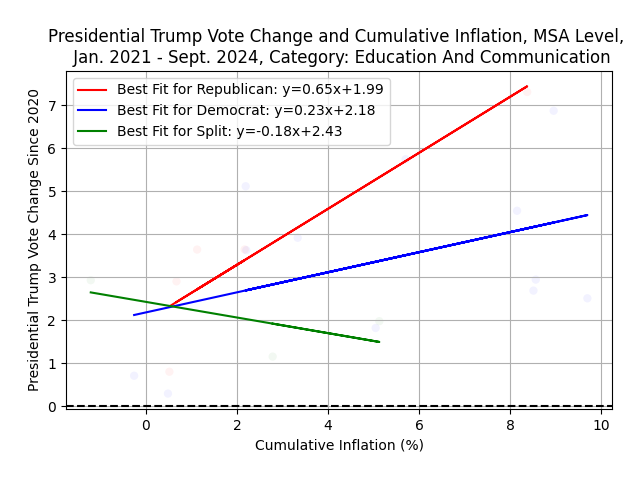 Presidential Trump Vote Change and Cumulative Inflation, MSA Level,
Jan. 2021 - Sept. 2024, Category: Education And Communication
Best Fit for Republican: y=0.65x+1.99
Best Fit for Democrat: y=0.23x+2.18
Best Fit for Split: y=-0.18x+2.43
Presidential Trump Vote Change Since 2020
7
6
5
4
3
2
1
0
0 2 4 6 8 10
Cumulative Inflation (%)